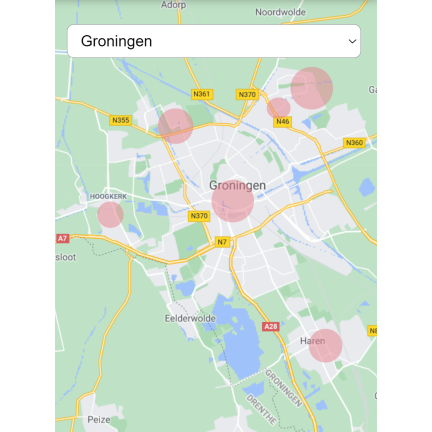 Adorp
Noordwolde
Groningen
N361
N370
N355
N46
N360
Groningen
HOOGKERK
N370
A7
N7
Eelderwolde
A28
Haren
GRONINGEN
DRENTHE
Peize